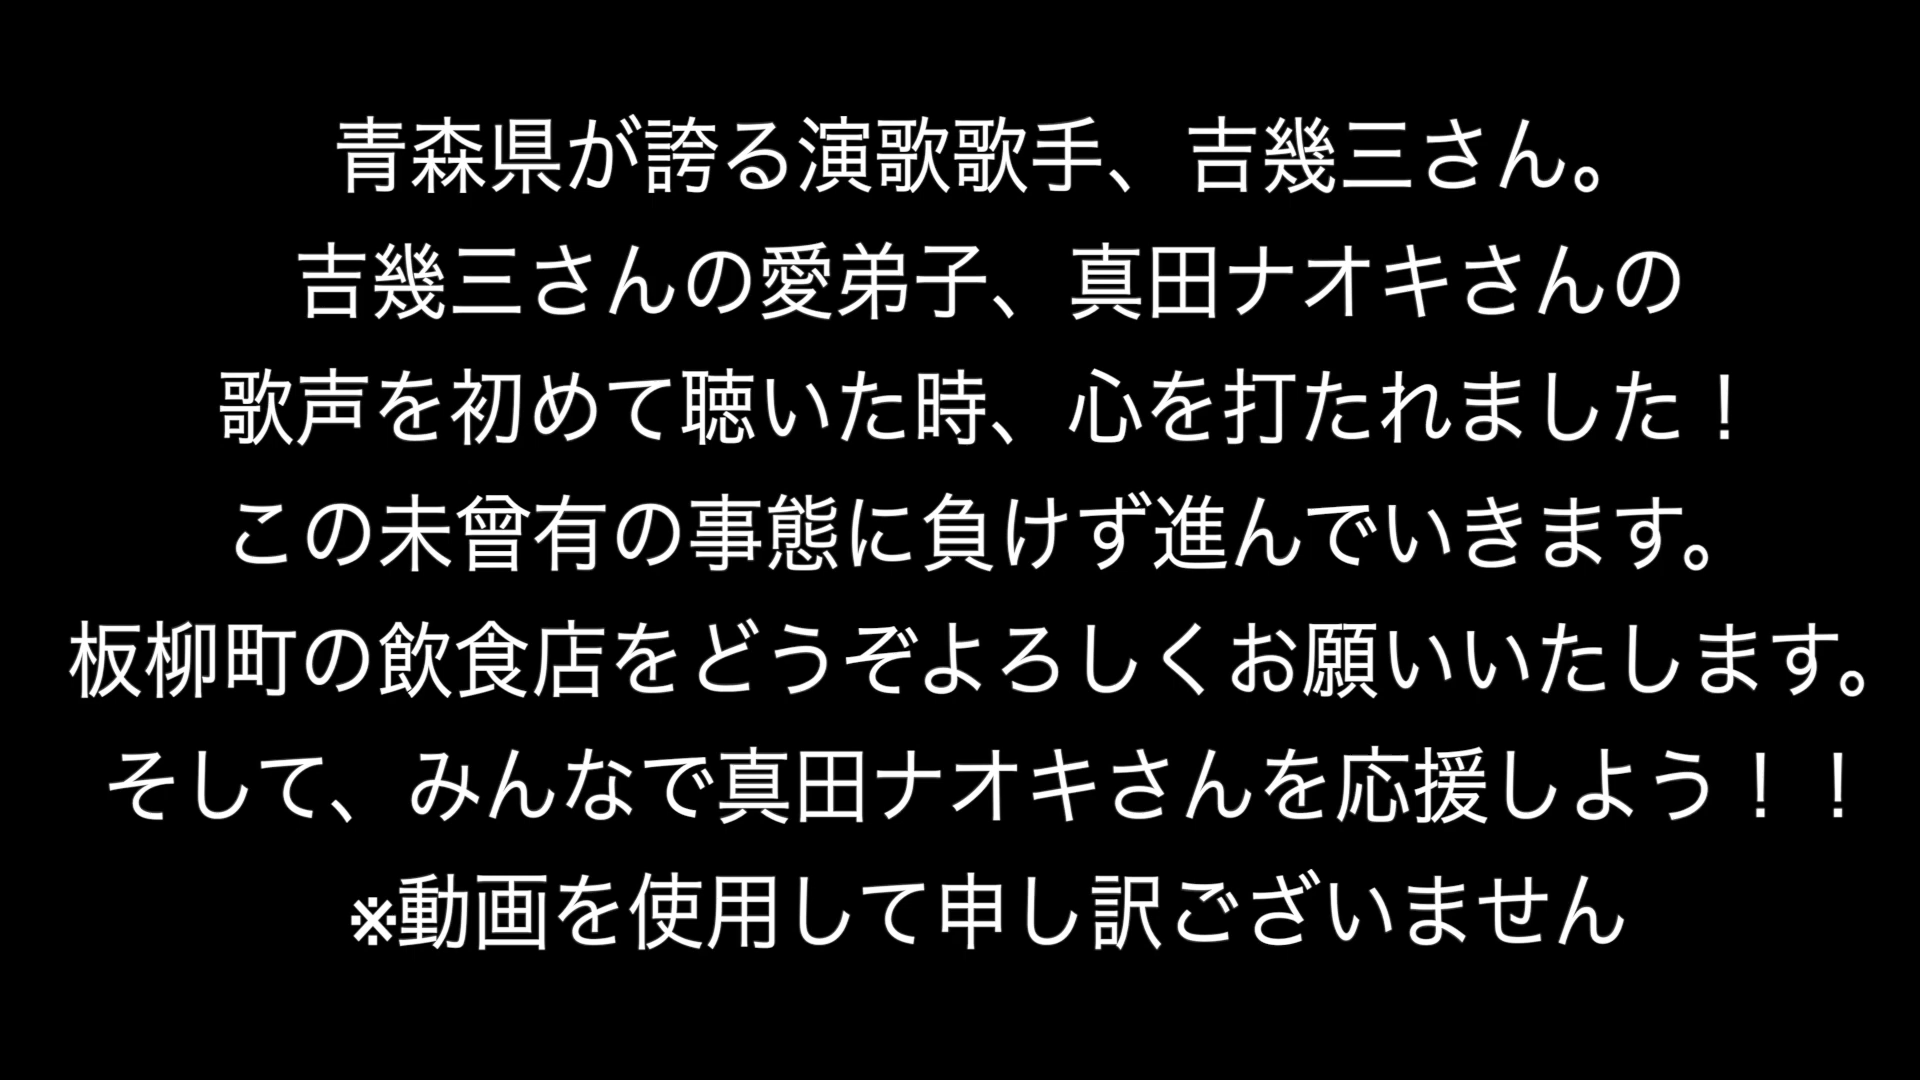 青森県が誇る演歌歌手、吉幾三さん。
吉幾三さんの愛弟子、真田ナオキさんの
歌声を初めて聴いた時、心を打たれました！
この未曾有の事態に負けず進んでいきます。
板柳町の飲食店をどうぞよろしくお願いいたします。
そして、みんなで真田ナオキさんを応援しよう！！
※動画を使用して申し訳ございません